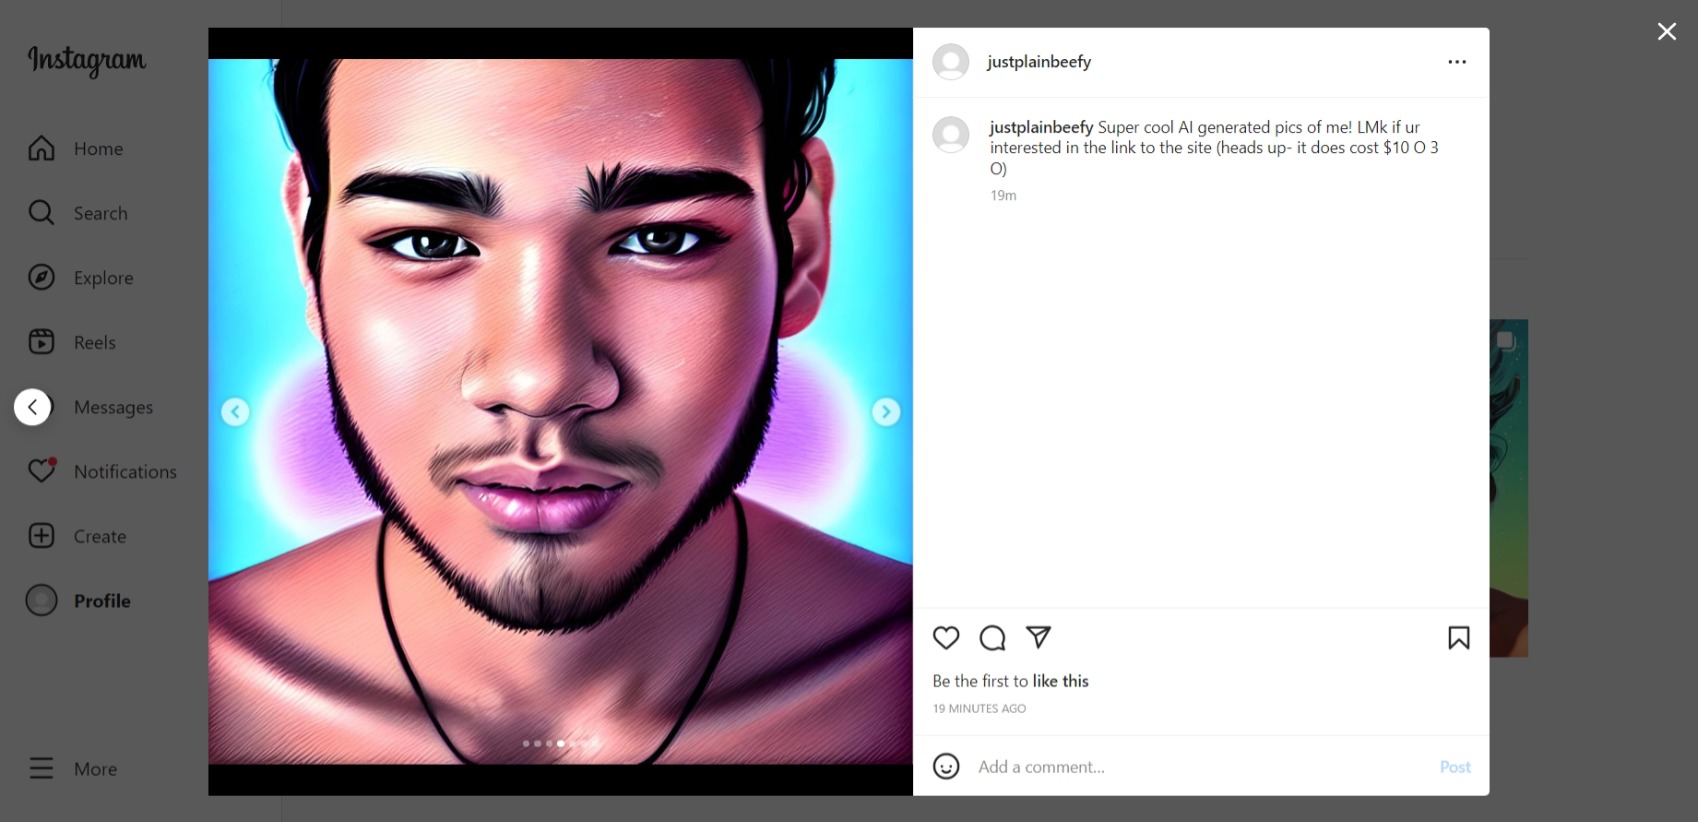 Instagram
Home
Search
Explore
Reels
Messages
Notifications
Create
Profile
More
justplainbeefy
justplainbeefy Super cool AI generated pics of me! LMk if ur
interested in the link to the site (heads up- it does cost $10 O 3
O)
19m
Be the first to like this
19 MINUTES AGO
Add a comment...
Post